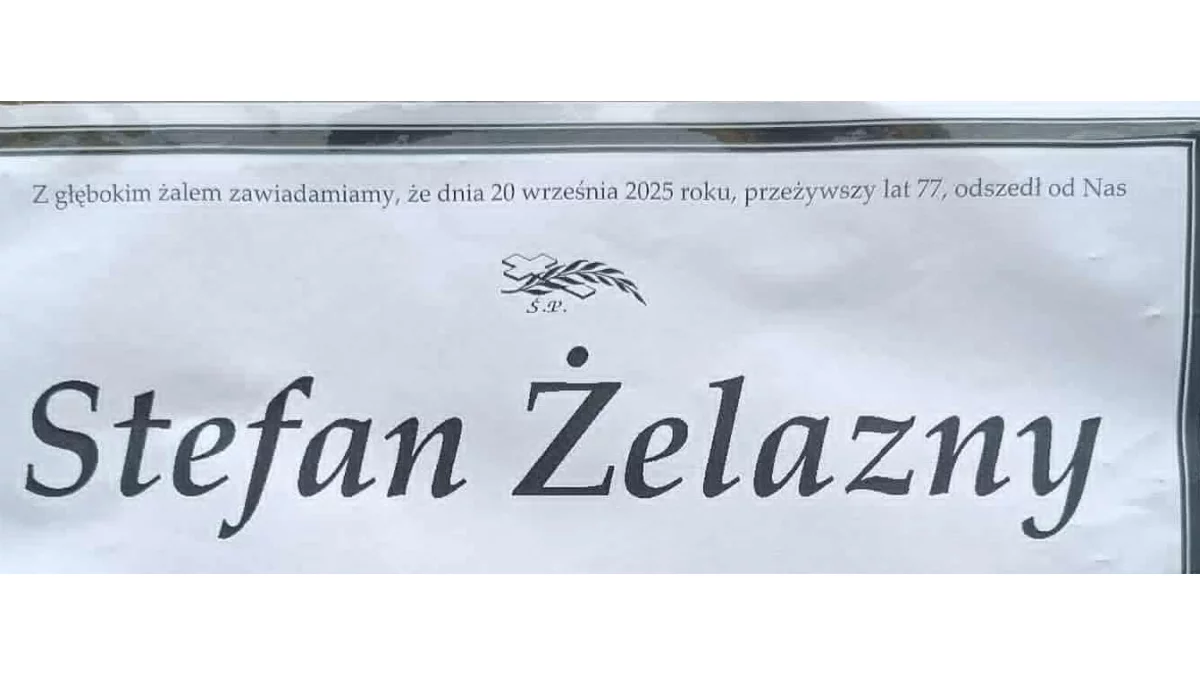 Z głębokim żalem zawiadamiamy, że dnia 20 września 2025 roku, przeżywszy lat 77, odszedł od Nas
Ś.P.
Stefan Żelazny